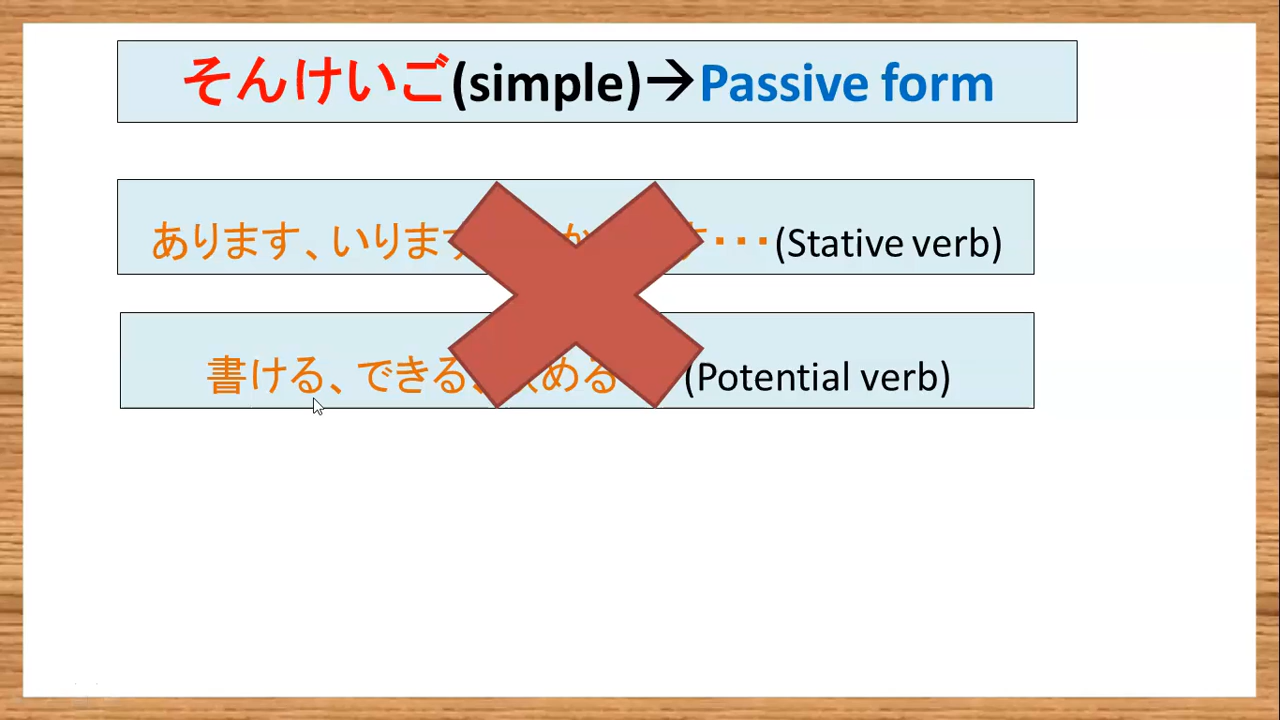 そんけいご(simple)→Passive form
あります、いります ・・・(Stative verb)
書ける、できる、 める (Potential verb)